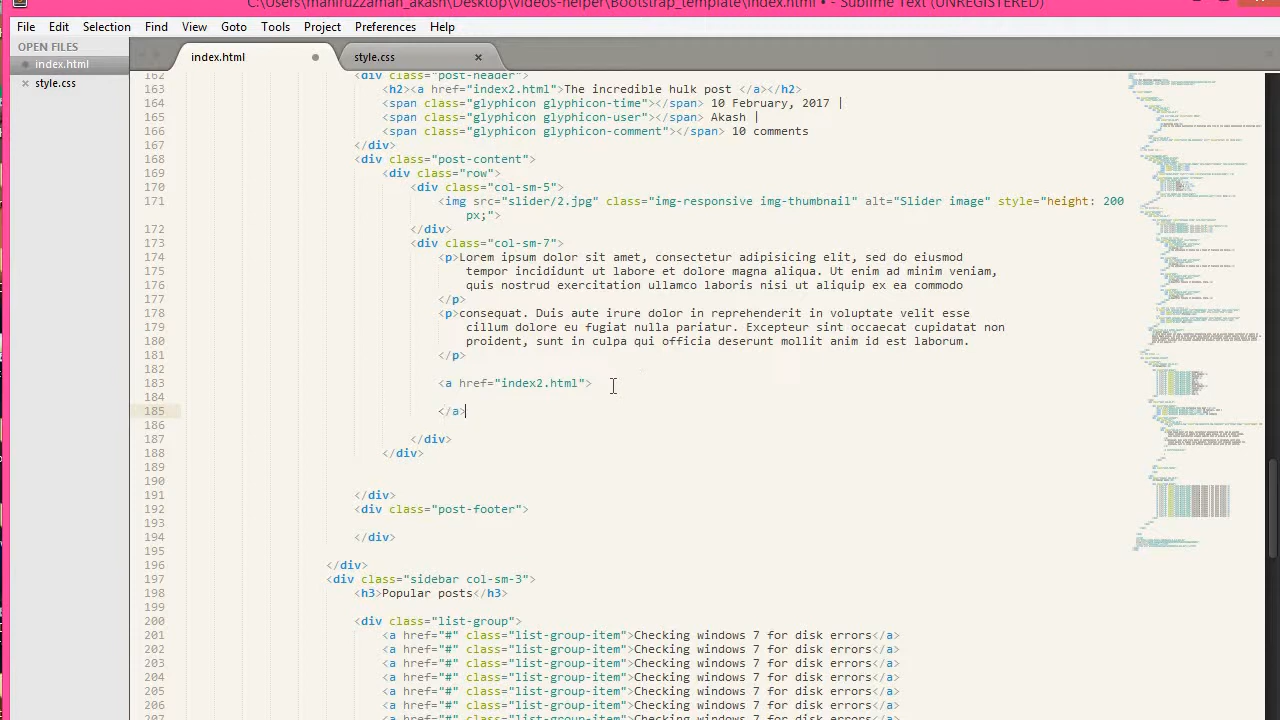 C:\Users\maniruzzaman_akash\Desktop\Videos-helper\Bootstrap_template\index.html • - Sublime Text (UNREGISTERED)
File Edit Selection Find View Goto Tools Project Preferences Help
OPEN FILES
index.html
style.css
index.html
style.css
162 <div class="post-header">
163 <h2><a href="index2.html">The incredible hulk post </a></h2>
164 <span class="glyphicon glyphicon-time"></span> 10 February, 2017 |
165 <span class="glyphicon glyphicon-user"></span> Akash |
166 <span class="glyphicon glyphicon-comment"></span> 10 comments
167 </div>
168 <div class="post-content">
169 <div class="row">
170 <div class="col-sm-5">
171 <img src="slider/2.jpg" class="img-responsive img-thumbnail" alt="Slider image" style="height: 200
px;">
172 </div>
173 <div class="col-sm-7">
174 <p>Lorem ipsum dolor sit amet, consectetur adipisicing elit, sed do eiusmod
175 tempor incididunt ut labore et dolore magna aliqua. Ut enim ad minim veniam,
176 quis nostrud exercitation ullamco laboris nisi ut aliquip ex ea commodo
177 </p>
178 <p>consequat. Duis aute irure dolor in reprehenderit in voluptate velit esse
179 cillum dolore eu fugiat nulla pariatur. Excepteur sint occaecat cupidatat non
180 proident, sunt in culpa qui officia deserunt mollit anim id est laborum.
181 </p>
182
183 <a href="index2.html">
184
185 </a>
186
187 </div>
188 </div>
189
190
191 </div>
192 <div class="post-footer">
193
194 </div>
195
196 </div>
197 <div class="sidebar col-sm-3">
198 <h3>Popular posts</h3>
199
200 <div class="list-group">
201 <a href="#" class="list-group-item">Checking windows 7 for disk errors</a>
202 <a href="#" class="list-group-item">Checking windows 7 for disk errors</a>
203 <a href="#" class="list-group-item">Checking windows 7 for disk errors</a>
204 <a href="#" class="list-group-item">Checking windows 7 for disk errors</a>
205 <a href="#" class="list-group-item">Checking windows 7 for disk errors</a>
206 <a href="#" class="list-group-item">Checking windows 7 for disk errors</a>
207 <a href="#" class="list-group-item">Checking windows 7 for disk errors</a>